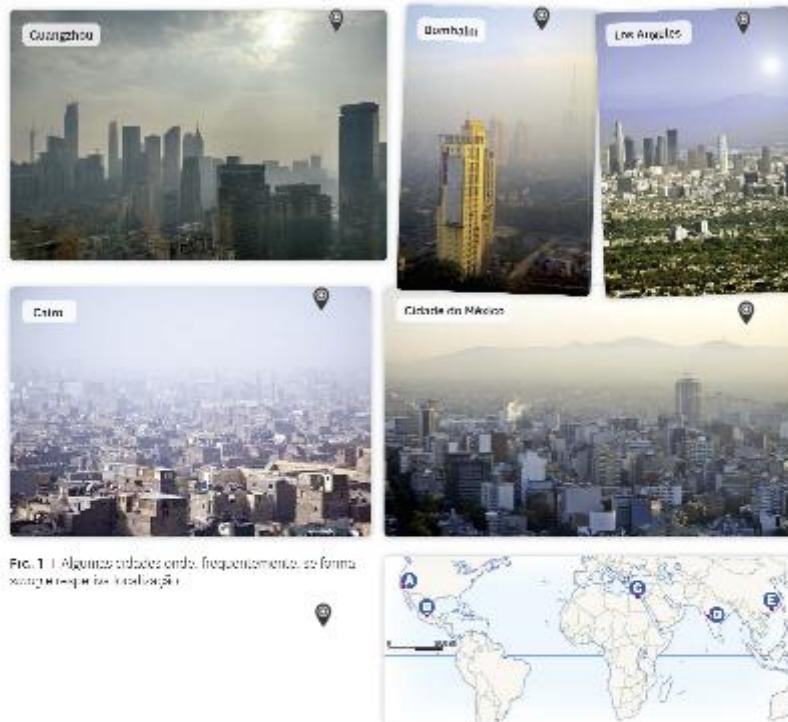 Guangzhou
Bombaim
Los Angeles
Cairo
Cidade do México
FIG. 1 | Algumas cidades onde, frequentemente, se forma
smog e respetiva localização.
A
B
C
D
E
0